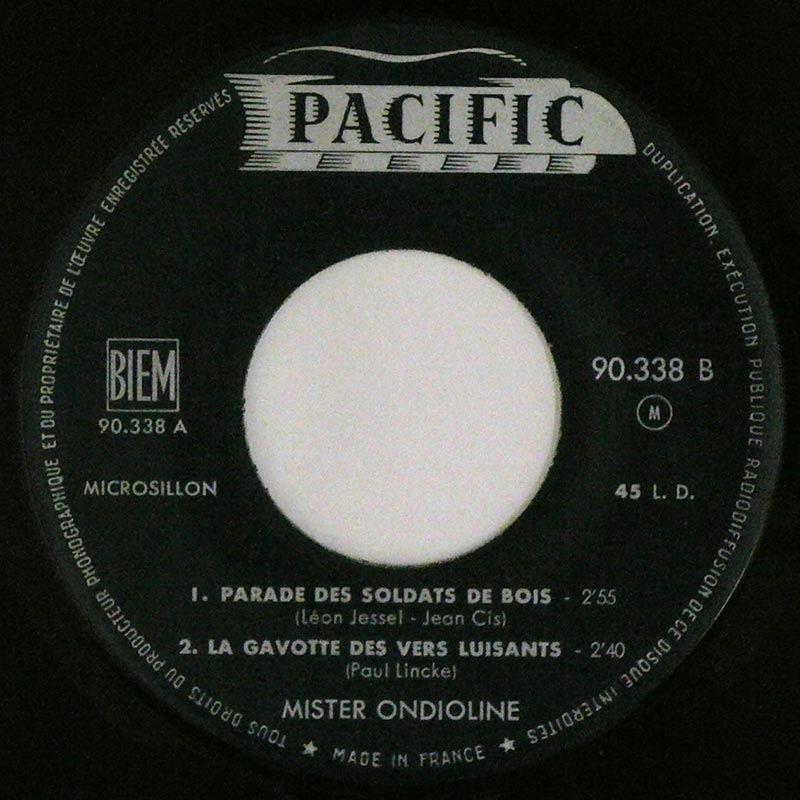 PACIFIC
TOUS DROITS DU PRODUCTEUR PHONOGRAPHIQUE ET DU PROPRIÉTAIRE DE L'ŒUVRE ENREGISTRÉE RÉSERVÉS
DUPLICATION, EXÉCUTION PUBLIQUE RADIODIFFUSION DE CE DISQUE INTERDITES
BIEM
90.338 A
90.338 B
M
MICROSILLON
45 L. D.
1. PARADE DES SOLDATS DE BOIS - 2'55
(Léon Jessel - Jean Cis)
2. LA GAVOTTE DES VERS LUISANTS - 2'40
(Paul Lincke)
MISTER ONDIOLINE
★ MADE IN FRANCE ★